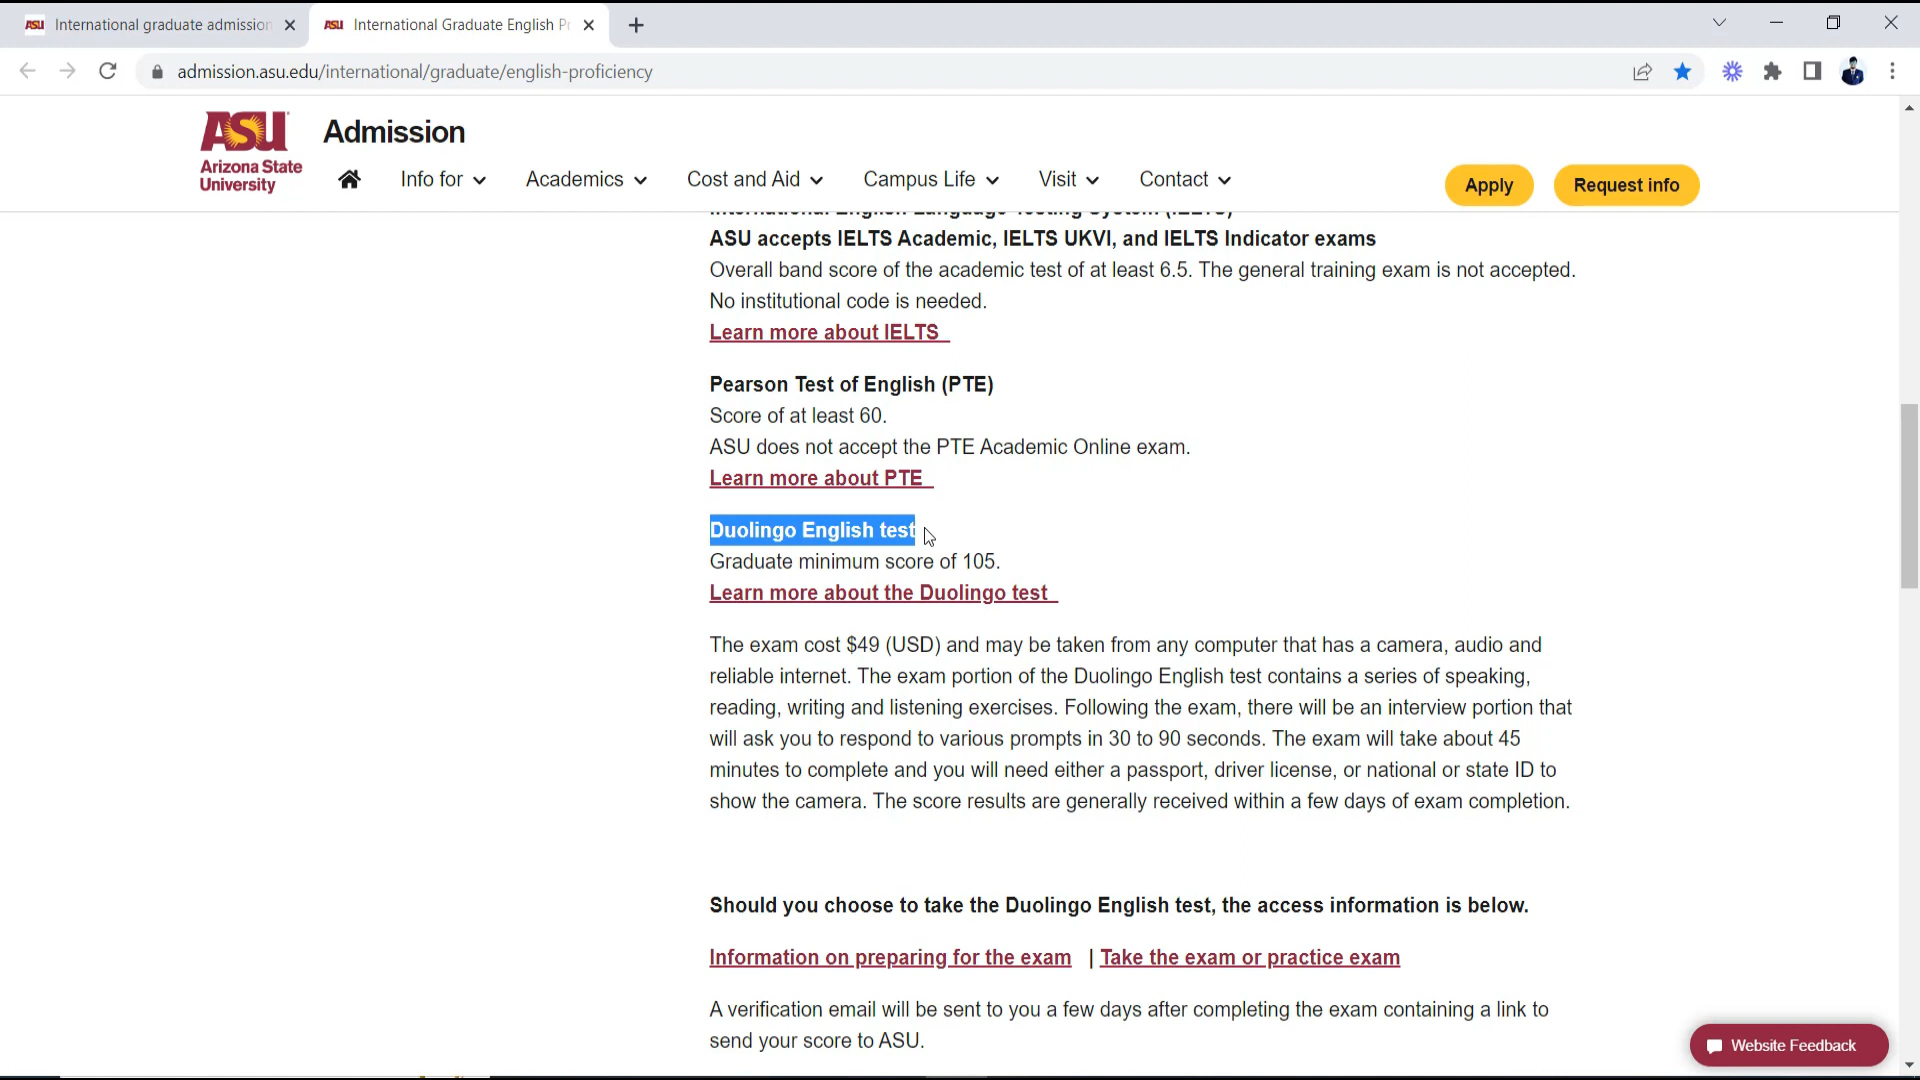 International graduate admission
International Graduate English Pr
admission.asu.edu/international/graduate/english-proficiency
ASU
Arizona State
University
Admission
Info for
Academics
Cost and Aid
Campus Life
Visit
Contact
Apply
Request info
International English Language Testing System (IELTS)
ASU accepts IELTS Academic, IELTS UKVI, and IELTS Indicator exams
Overall band score of the academic test of at least 6.5. The general training exam is not accepted.
No institutional code is needed.
Learn more about IELTS
Pearson Test of English (PTE)
Score of at least 60.
ASU does not accept the PTE Academic Online exam.
Learn more about PTE
Duolingo English test
Graduate minimum score of 105.
Learn more about the Duolingo test
The exam cost $49 (USD) and may be taken from any computer that has a camera, audio and
reliable internet. The exam portion of the Duolingo English test contains a series of speaking,
reading, writing and listening exercises. Following the exam, there will be an interview portion that
will ask you to respond to various prompts in 30 to 90 seconds. The exam will take about 45
minutes to complete and you will need either a passport, driver license, or national or state ID to
show the camera. The score results are generally received within a few days of exam completion.
Should you choose to take the Duolingo English test, the access information is below.
Information on preparing for the exam | Take the exam or practice exam
A verification email will be sent to you a few days after completing the exam containing a link to
send your score to ASU.
Website Feedback